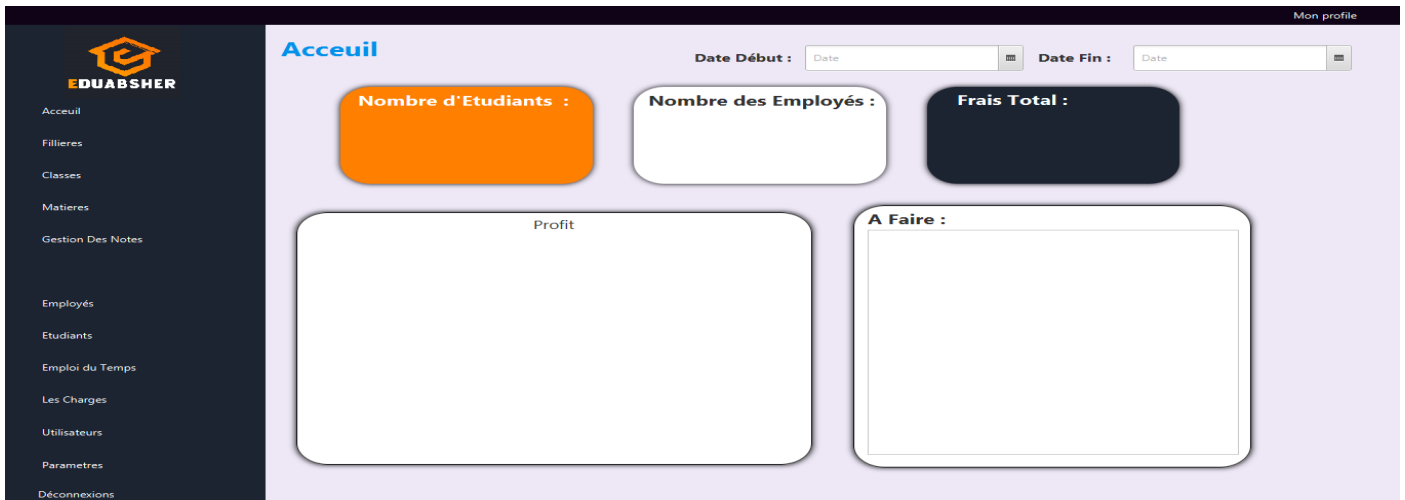 Mon profile
EDUABSHER
Acceuil
Fillieres
Classes
Matieres
Gestion Des Notes
Employés
Etudiants
Emploi du Temps
Les Charges
Utilisateurs
Parametres
Déconnexions
Acceuil
Date Début : Date
Date Fin : Date
Nombre d'Etudiants :
Nombre des Employés :
Frais Total :
Profit
A Faire :